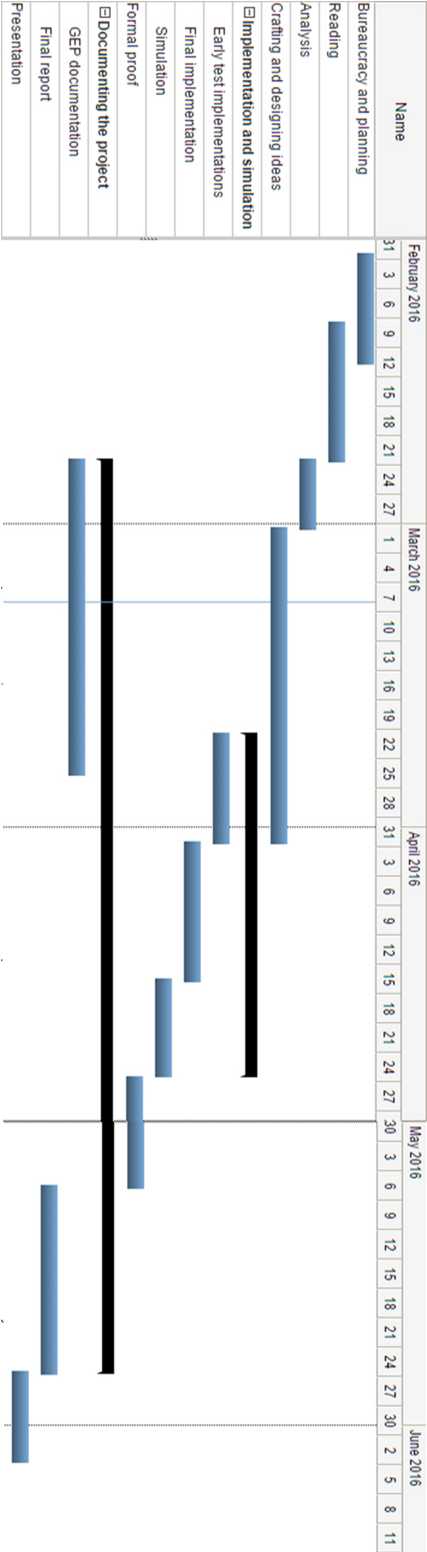 Name
February 2016
March 2016
April 2016
May 2016
June 2016
31 3 6 9 12 15 18 21 24 27 1 4 7 10 13 16 19 22 25 28 31 3 6 9 12 15 18 21 24 27 30 3 6 9 12 15 18 21 24 27 30 2 5 8 11
Bureaucracy and planning
Reading
Analysis
Crafting and designing ideas
Implementation and simulation
Early test implementations
Final implementation
Simulation
Formal proof
Documenting the project
GEP documentation
Final report
Presentation